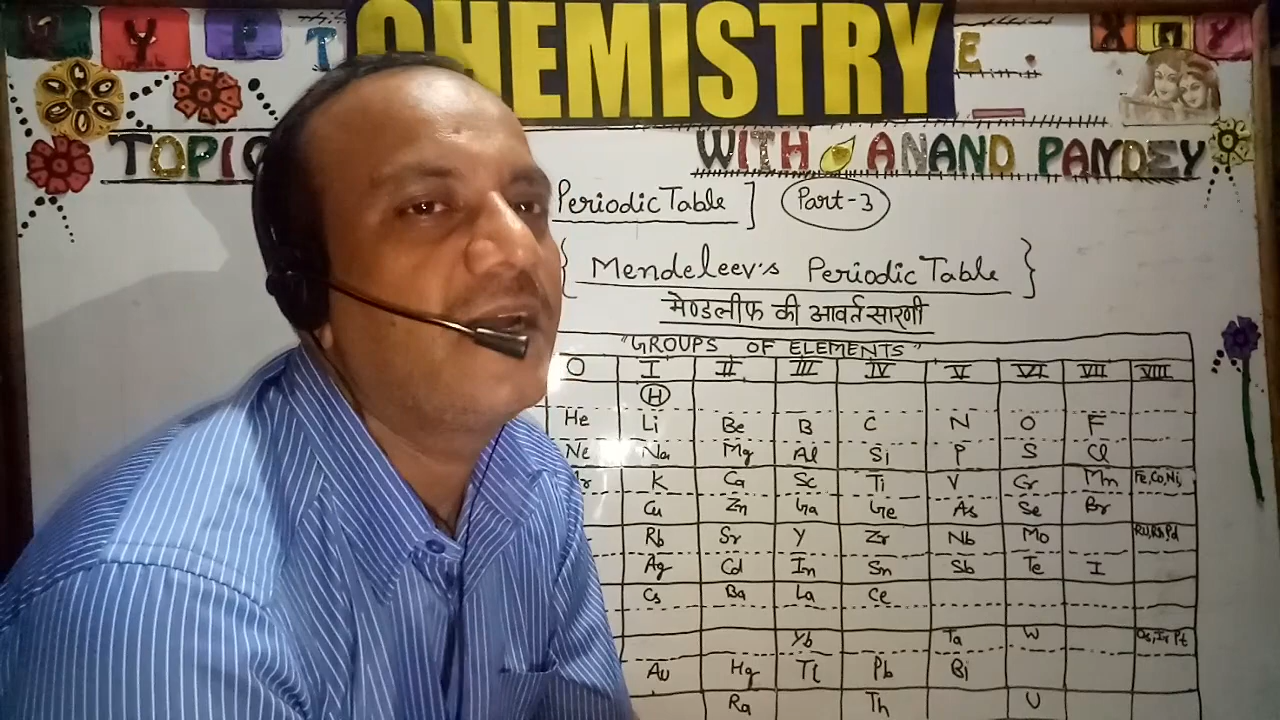 CHEMISTRY
TOPIC
WITH ANAND PANDEY
Periodic Table ] Part-3
{ Mendeleev's Periodic Table }
मेण्डलीफ की आवर्त सारणी
"GROUPS OF ELEMENTS"
O I II III IV V VI VII VIII
H
He Li Be B C N O F
Ne Na Mg Al Si P S Cl
Ar K Ca Sc Ti V Cr Mn Fe, Co, Ni,
Cu Zn Ga Ge As Se Br
Rb Sr Y Zr Nb Mo Ru, Rh, Pd
Ag Cd In Sn Sb Te I
Cs Ba La Ce
Yb Ta W Os, Ir, Pt
Au Hg Tl Pb Bi
Ra Th U